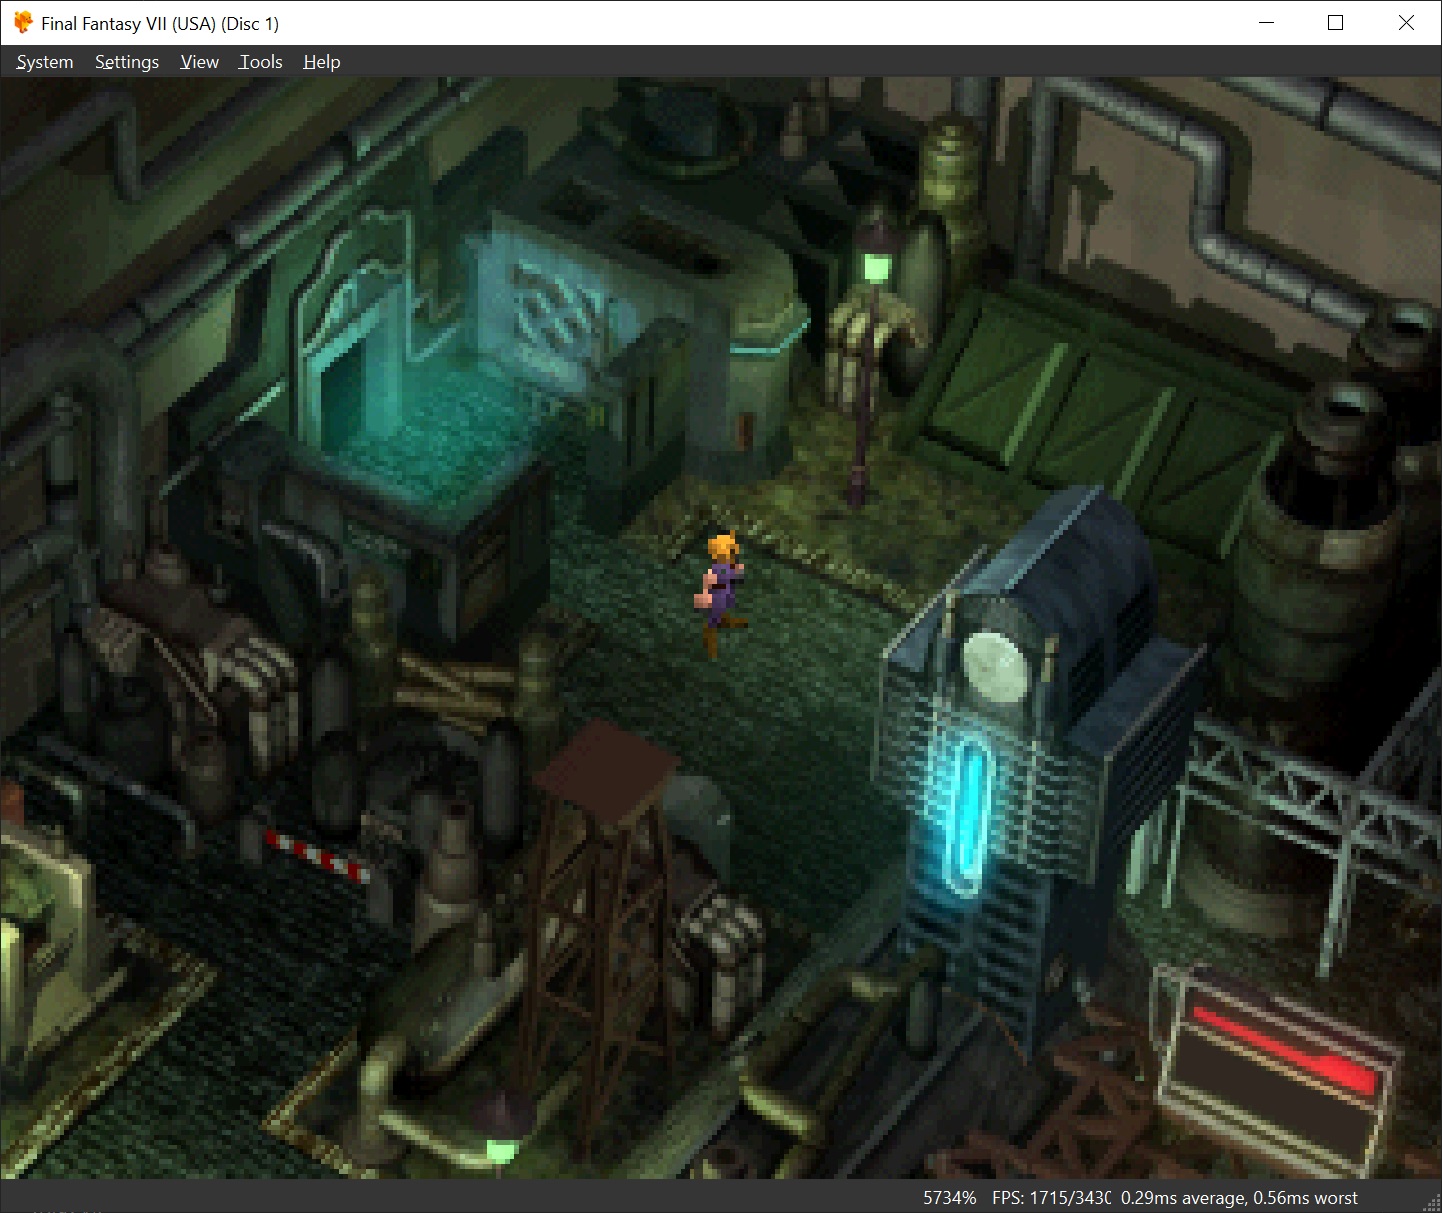 Final Fantasy VII (USA) (Disc 1)
System Settings View Tools Help
5734% FPS: 1715/3430 0.29ms average, 0.56ms worst